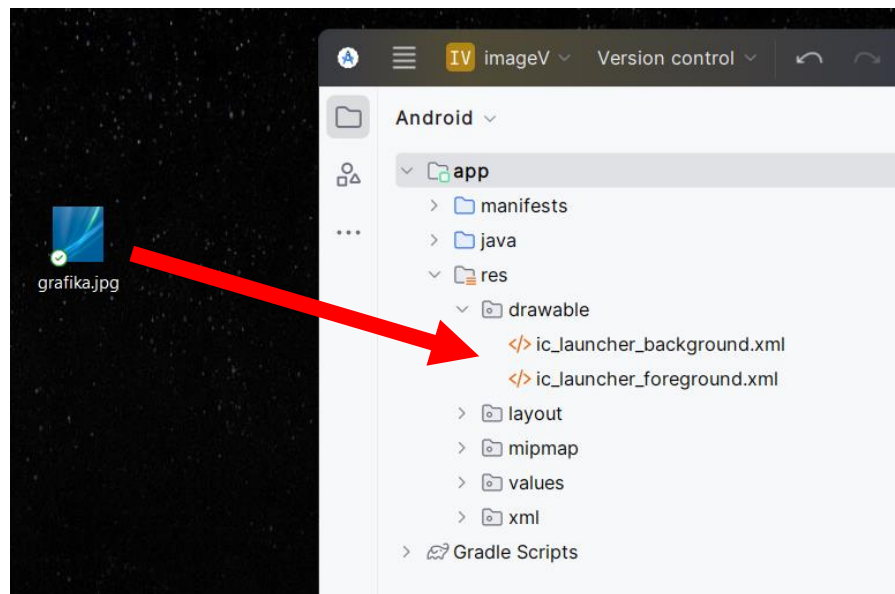 IV imageV Version control
Android
app
manifests
java
grafika.jpg
res
drawable
</> ic_launcher_background.xml
</> ic_launcher_foreground.xml
layout
mipmap
values
xml
Gradle Scripts